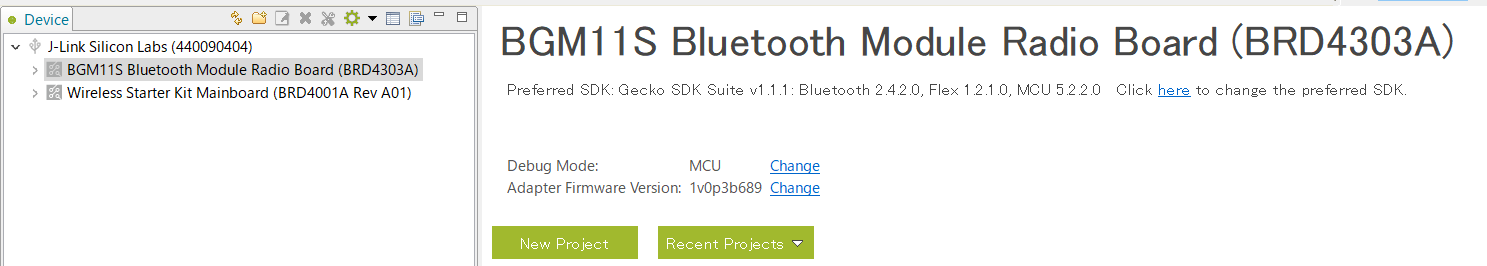 Device
J-Link Silicon Labs (440090404)
BGM11S Bluetooth Module Radio Board (BRD4303A)
Wireless Starter Kit Mainboard (BRD4001A Rev A01)
BGM11S Bluetooth Module Radio Board (BRD4303A)
Preferred SDK: Gecko SDK Suite v1.1.1: Bluetooth 2.4.2.0, Flex 1.2.1.0, MCU 5.2.2.0 Click here to change the preferred SDK.
Debug Mode: MCU Change
Adapter Firmware Version: 1v0p3b689 Change
New Project Recent Projects